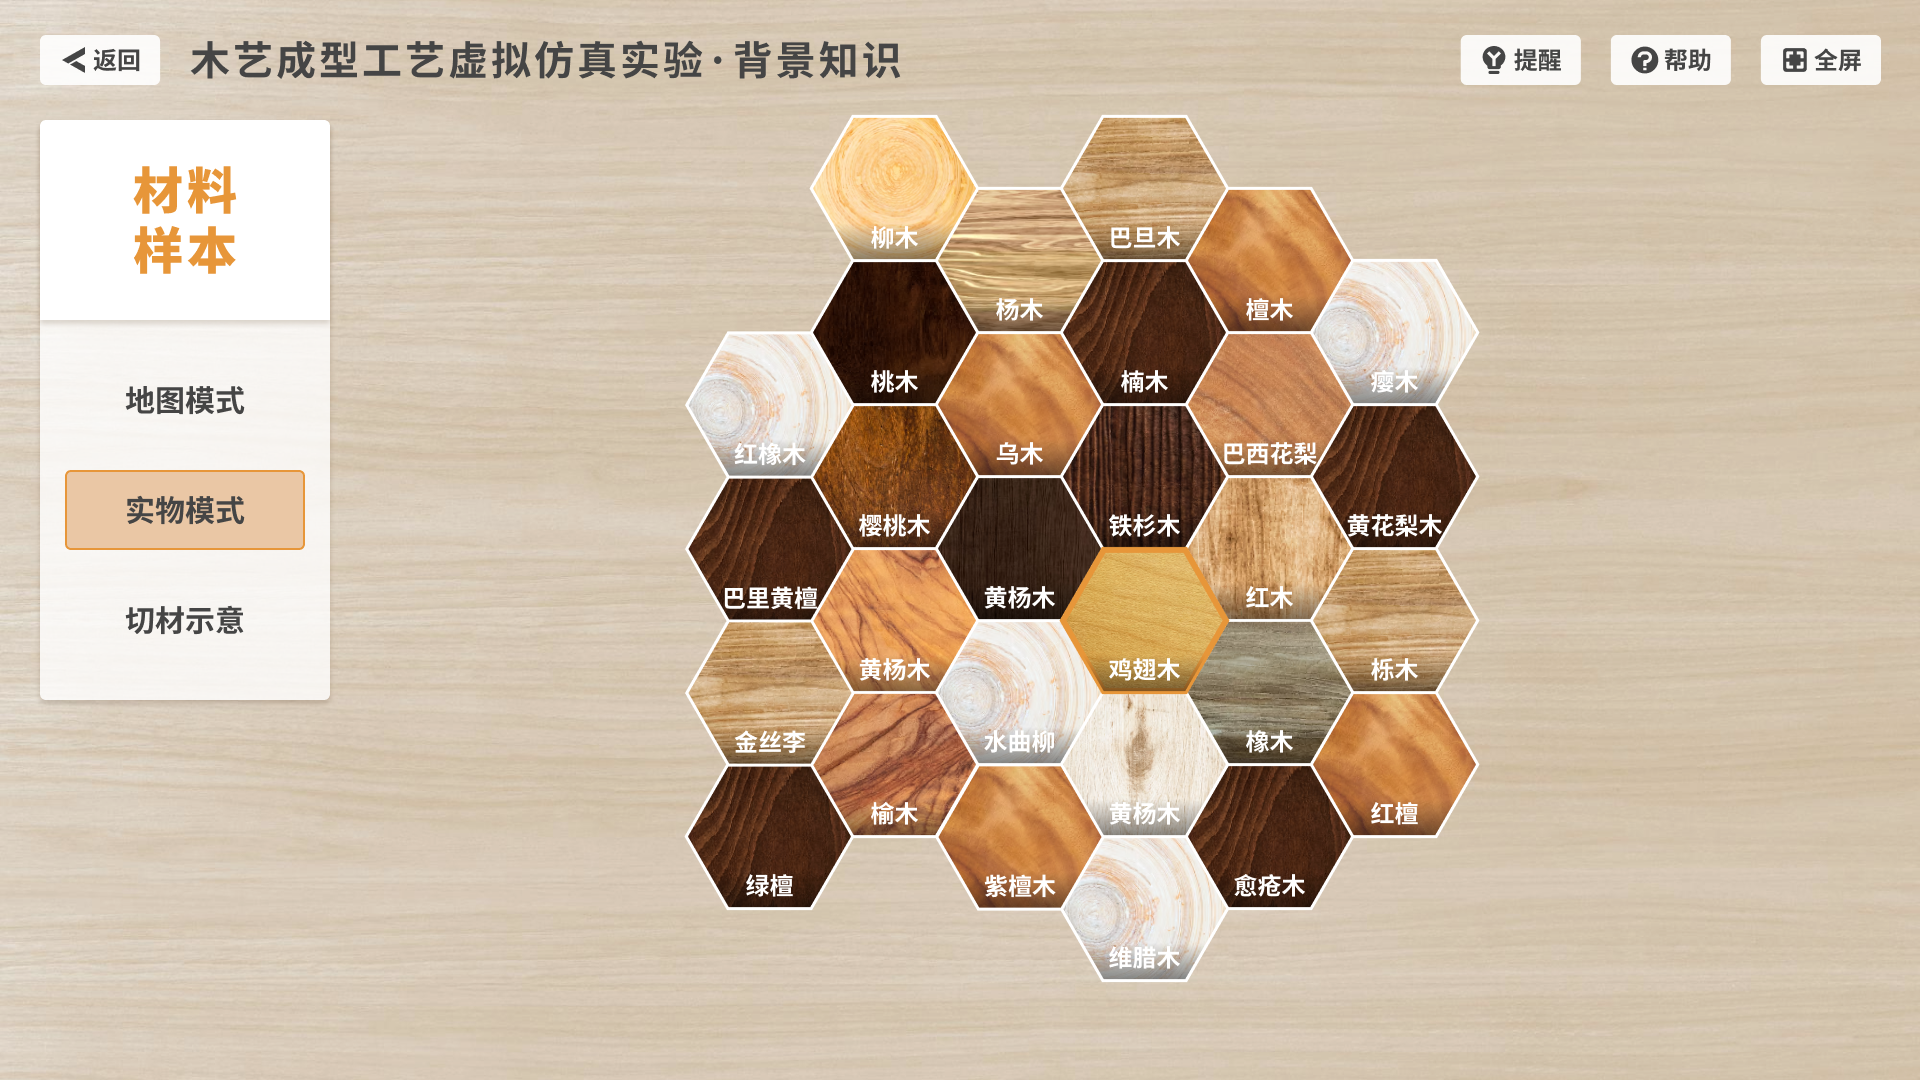 返回
木艺成型工艺虚拟仿真实验·背景知识
提醒
帮助
全屏
材料
样本
地图模式
实物模式
切材示意
柳木
巴旦木
杨木
檀木
桃木
楠木
瘿木
红橡木
乌木
巴西花梨
樱桃木
铁杉木
黄花梨木
巴里黄檀
黄杨木
红木
黄杨木
鸡翅木
栎木
金丝李
水曲柳
橡木
榆木
黄杨木
红檀
绿檀
紫檀木
愈疮木
维腊木